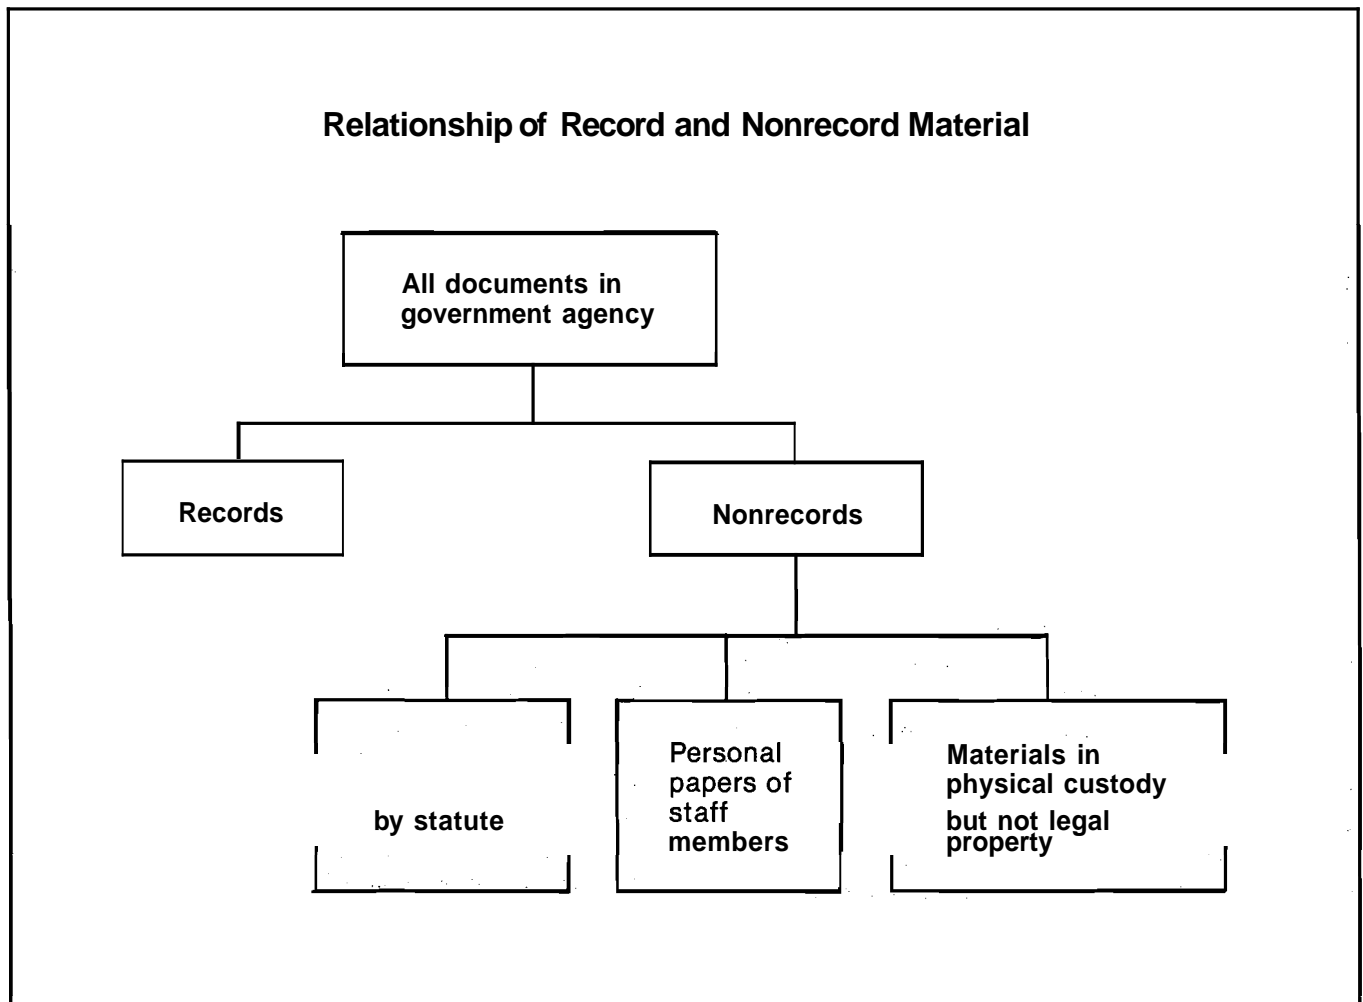 Relationship of Record and Nonrecord Material
All documents in
government agency
Records
Nonrecords
by statute
Personal
papers of
staff
members
Materials in
physical custody
but not legal
property